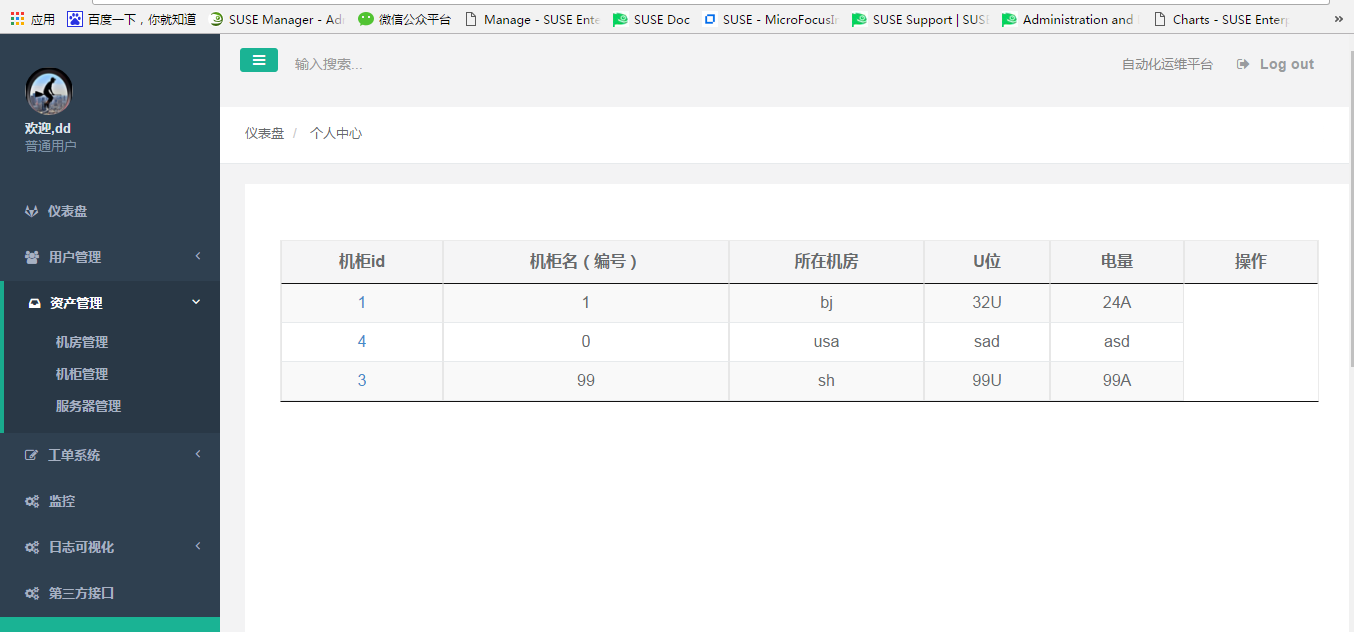 应用 百度一下，你就知道 SUSE Manager - Ad 微信公众平台 Manage - SUSE Ente SUSE Doc SUSE - MicroFocusI SUSE Support | SUS Administration and Charts - SUSE Enter »
输入搜索... 自动化运维平台 Log out
欢迎,dd
普通用户
仪表盘 / 个人中心
仪表盘
用户管理
资产管理
机房管理
机柜管理
服务器管理
工单系统
监控
日志可视化
第三方接口
机柜id 机柜名（编号） 所在机房 U位 电量 操作
1 1 bj 32U 24A
4 0 usa sad asd
3 99 sh 99U 99A